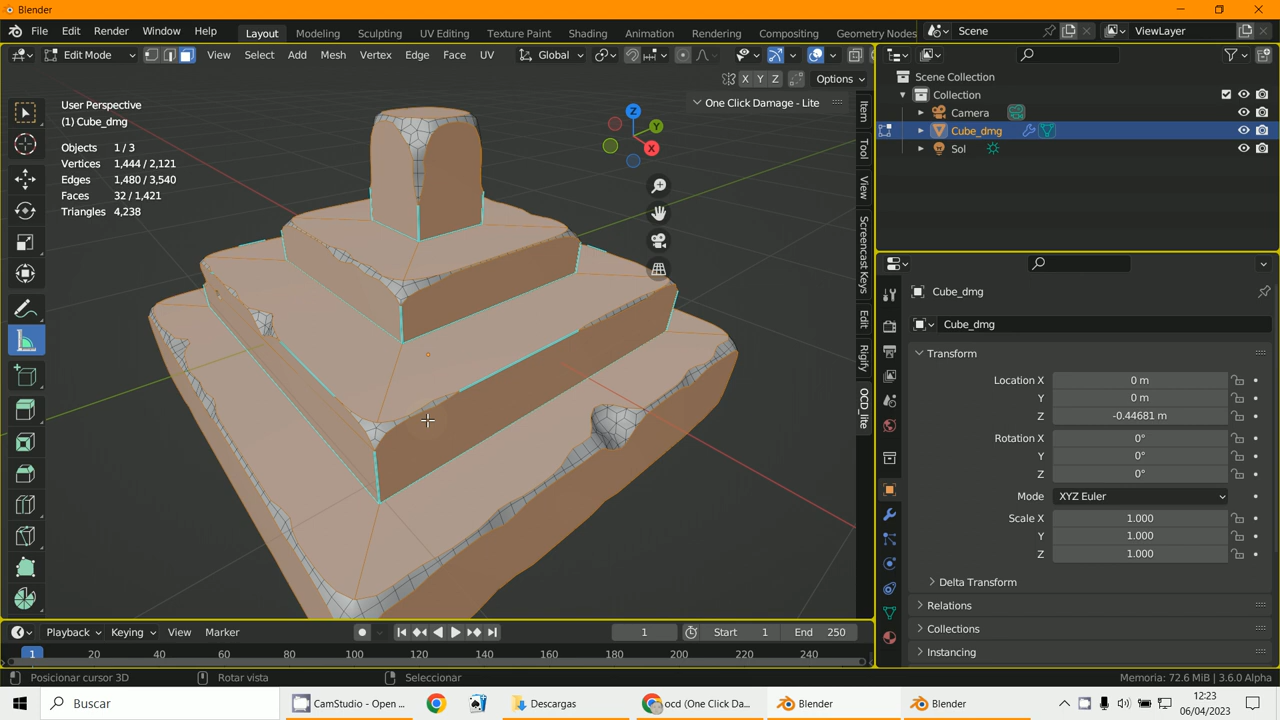 Blender
File Edit Render Window Help
Layout Modeling Sculpting UV Editing Texture Paint Shading Animation Rendering Compositing Geometry Nodes
Scene
ViewLayer
Edit Mode
View Select Add Mesh Vertex Edge Face UV
Global
X Y Z
Options
User Perspective
(1) Cube_dmg
Objects 1 / 3
Vertices 1,444 / 2,121
Edges 1,480 / 3,540
Faces 32 / 1,421
Triangles 4,238
One Click Damage - Lite
Z
Y
X
Item
Tool
View
Screencast Keys
Edit
Rigify
OCD_lite
Scene Collection
Collection
Camera
Cube_dmg
Sol
Cube_dmg
Cube_dmg
Transform
Location X 0 m
Y 0 m
Z -0.44681 m
Rotation X 0°
Y 0°
Z 0°
Mode XYZ Euler
Scale X 1.000
Y 1.000
Z 1.000
Delta Transform
Relations
Collections
Instancing
Playback Keying View Marker
1
Start 1
End 250
1 20 40 60 80 100 120 140 160 180 200 220 240
Posicionar cursor 3D
Rotar vista
Seleccionar
Memoria: 72.6 MiB | 3.6.0 Alpha
Buscar
CamStudio - Open ...
Descargas
ocd (One Click Da...
Blender
Blender
12:23
06/04/2023